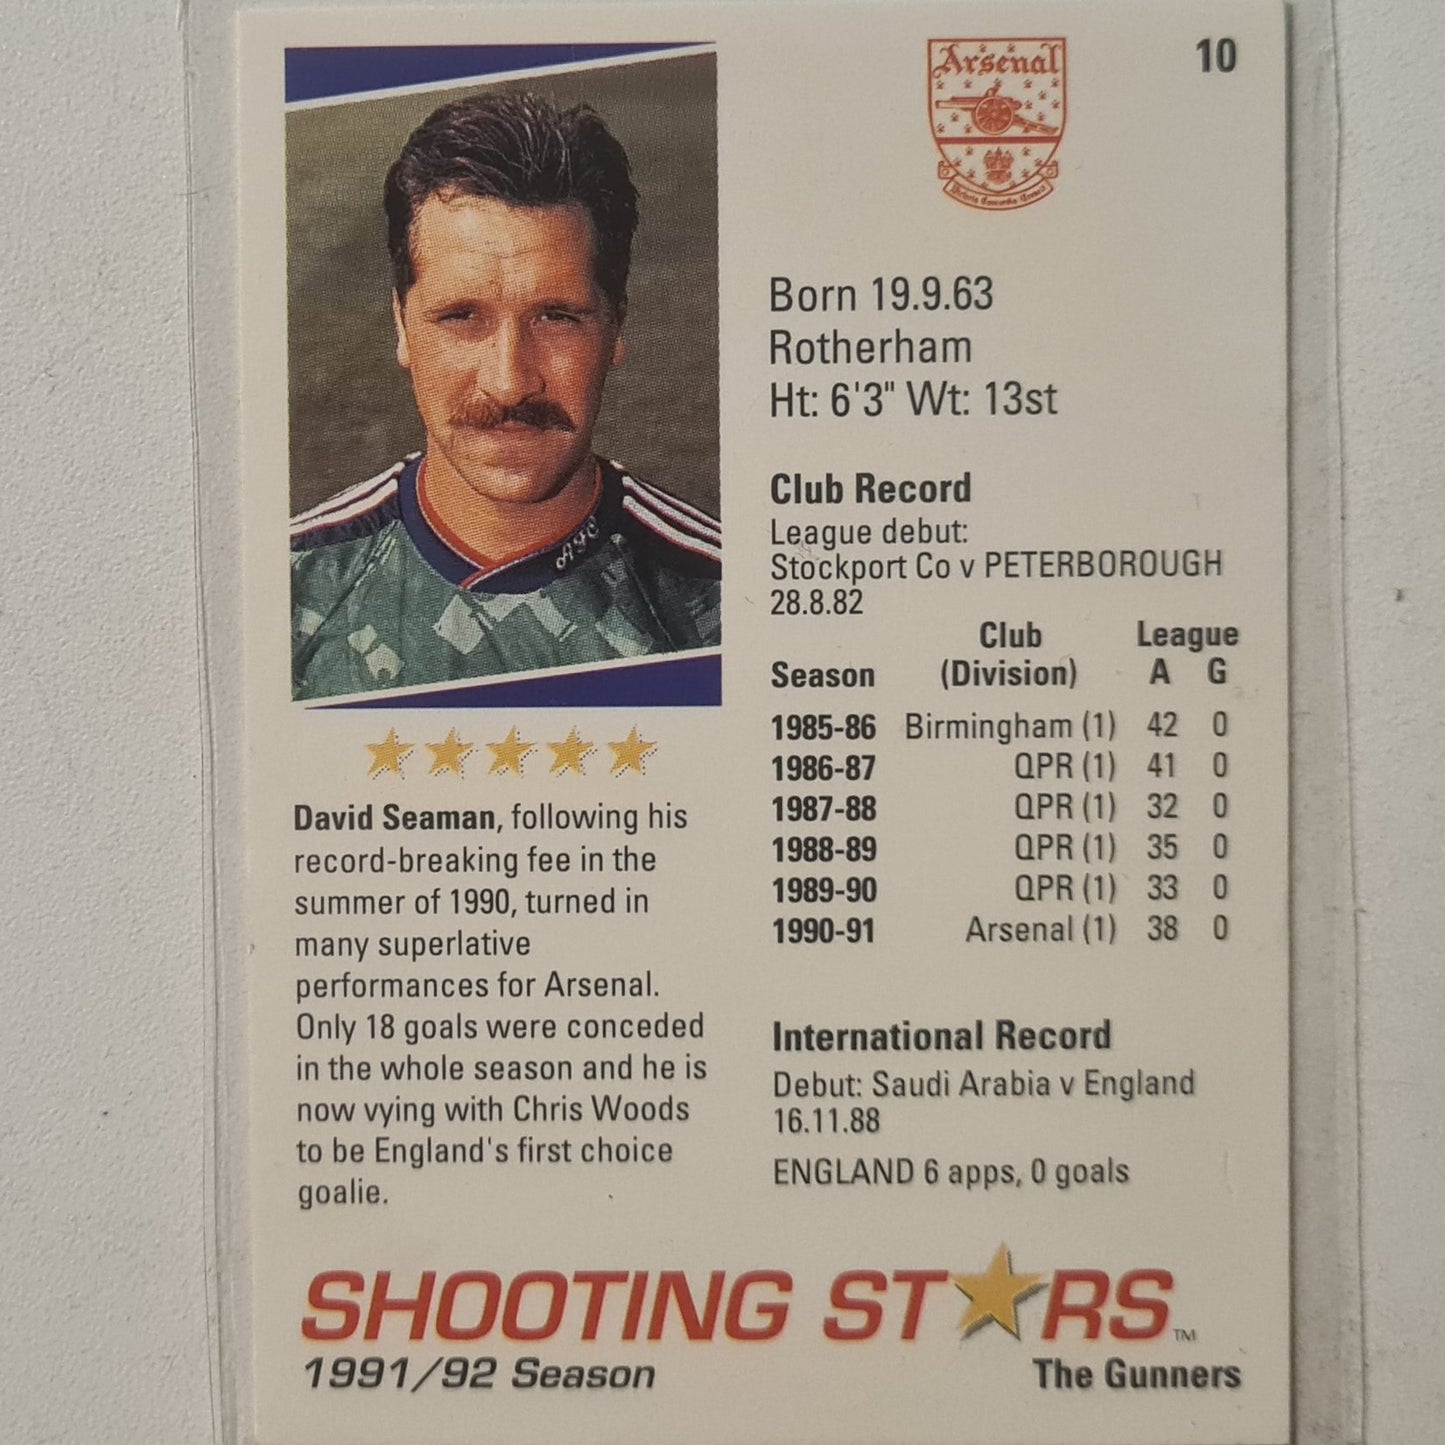 Arsenal
10
Victoria Concordia Crescit
Born 19.9.63
Rotherham
Ht: 6'3" Wt: 13st
AFC
Club Record
League debut:
Stockport Co v PETERBOROUGH
28.8.82
Club League
Season (Division) A G
1985-86 Birmingham (1) 42 0
1986-87 QPR (1) 41 0
1987-88 QPR (1) 32 0
1988-89 QPR (1) 35 0
1989-90 QPR (1) 33 0
1990-91 Arsenal (1) 38 0
David Seaman, following his
record-breaking fee in the
summer of 1990, turned in
many superlative
performances for Arsenal.
Only 18 goals were conceded
in the whole season and he is
now vying with Chris Woods
to be England's first choice
goalie.
International Record
Debut: Saudi Arabia v England
16.11.88
ENGLAND 6 apps, 0 goals
SHOOTING STARS™
1991/92 Season The Gunners